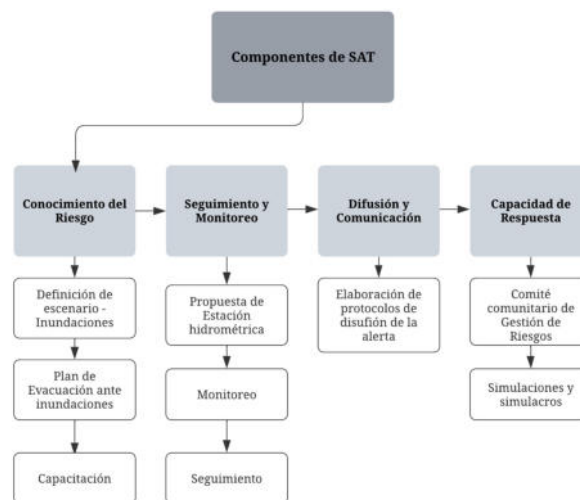 Componentes de SAT
Conocimiento del
Riesgo
Seguimiento y
Monitoreo
Difusión y
Comunicación
Capacidad de
Respuesta
Definición de
escenario -
Inundaciones
Propuesta de
Estación
hidrométrica
Elaboración de
protocolos de
disufión de la
alerta
Comité
comunitario de
Gestión de
Riesgos
Plan de
Evacuación ante
inundaciones
Monitoreo
Simulaciones y
simulacros
Capacitación
Seguimiento